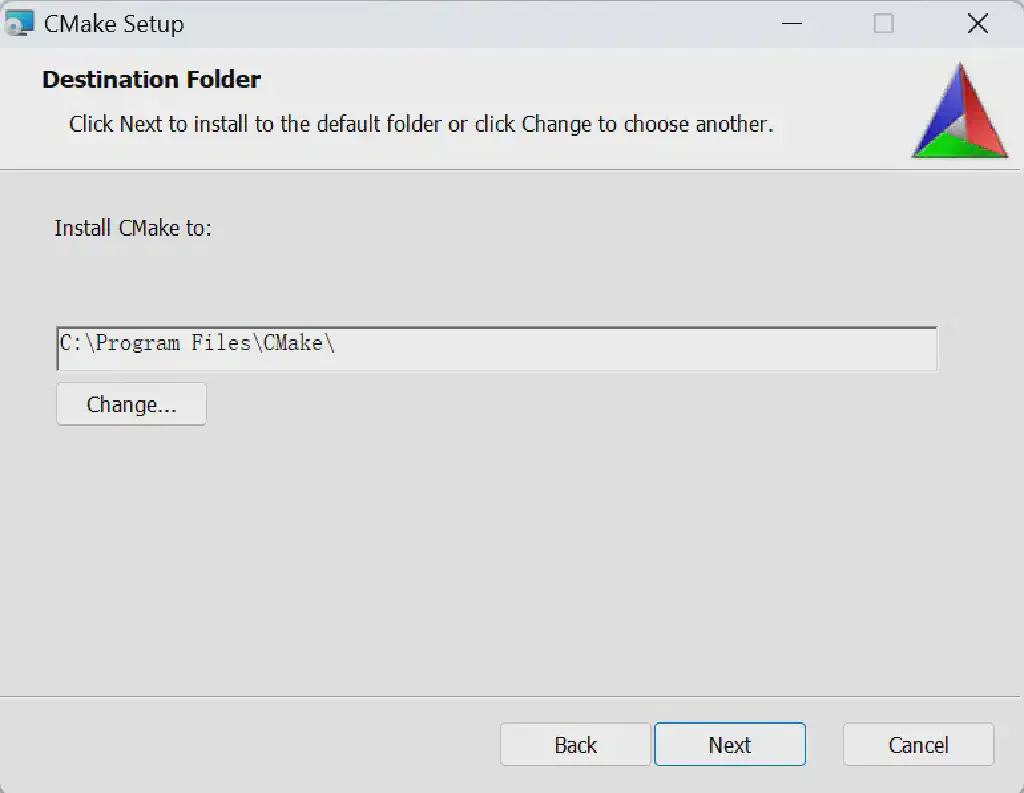 CMake Setup
Destination Folder
Click Next to install to the default folder or click Change to choose another.
Install CMake to:
C:\Program Files\CMake\
Change...
Back
Next
Cancel